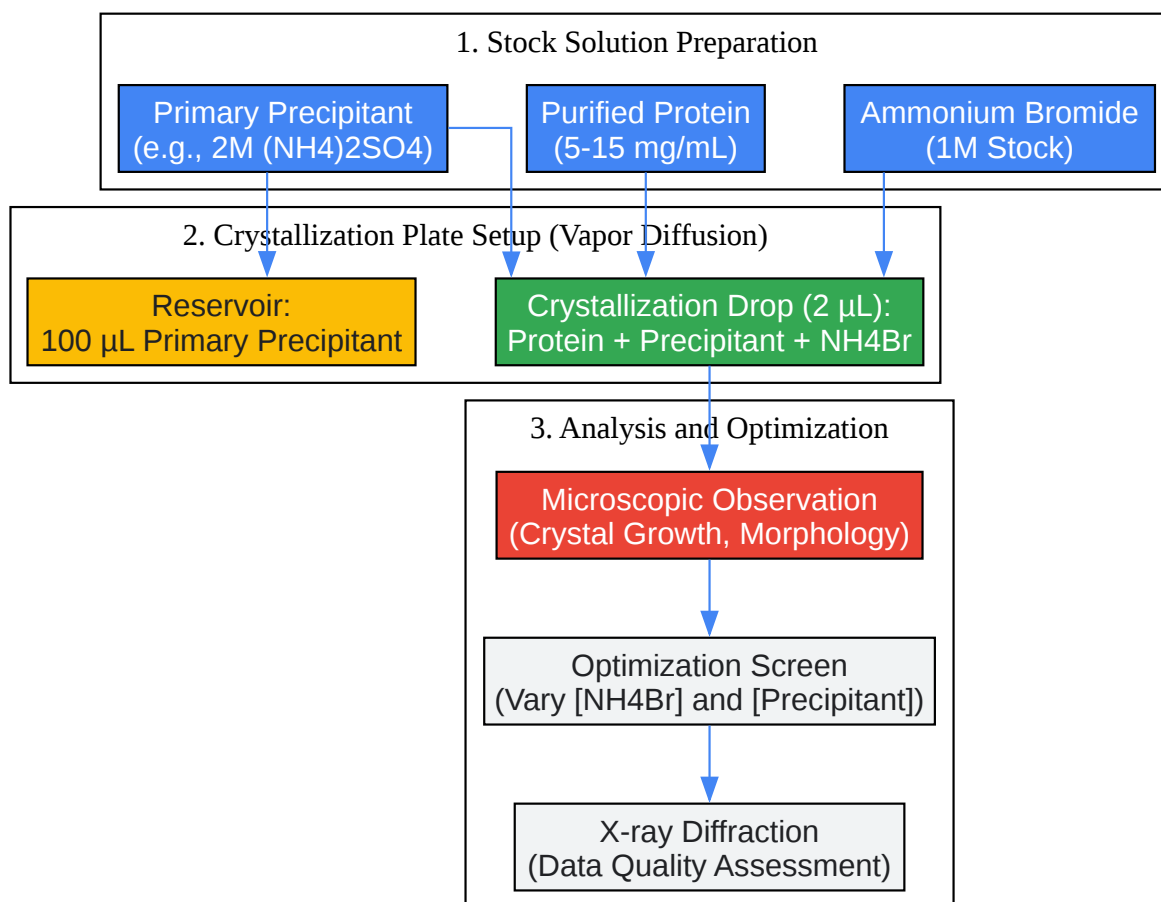 1. Stock Solution Preparation
Primary Precipitant
(e.g., 2M (NH4)2SO4)
Purified Protein
(5-15 mg/mL)
Ammonium Bromide
(1M Stock)
2. Crystallization Plate Setup (Vapor Diffusion)
Reservoir:
100 µL Primary Precipitant
Crystallization Drop (2 µL):
Protein + Precipitant + NH4Br
3. Analysis and Optimization
Microscopic Observation
(Crystal Growth, Morphology)
Optimization Screen
(Vary [NH4Br] and [Precipitant])
X-ray Diffraction
(Data Quality Assessment)